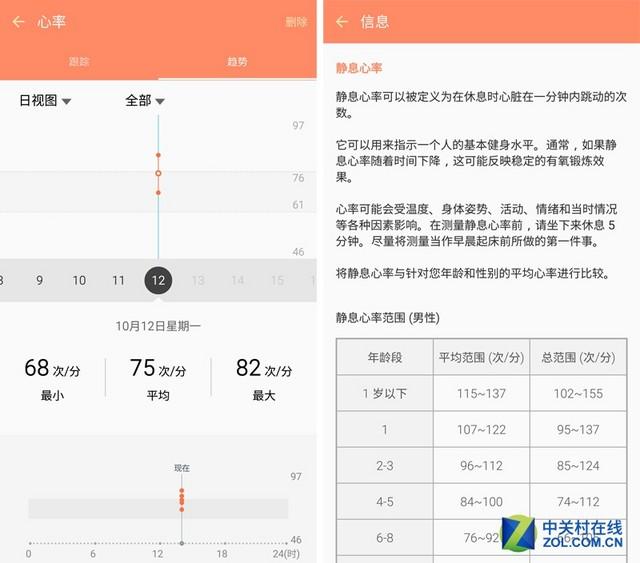 心率
删除
跟踪
趋势
日视图
全部
97
76
61
46
8 9 10 11 12 13 14 15
10月12日星期一
68 次/分
最小
75 次/分
平均
82 次/分
最大
现在
97
46
0 6 12 18 24(时)
信息
静息心率
静息心率可以被定义为在休息时心脏在一分钟内跳动的次
数。
它可以用来指示一个人的基本健身水平。通常，如果静
息心率随着时间下降，这可能反映稳定的有氧锻炼效
果。
心率可能会受温度、身体姿势、活动、情绪和当时情况
等各种因素影响。在测量静息心率前，请坐下来休息 5
分钟。尽量将测量当作早晨起床前所做的第一件事。
将静息心率与针对您年龄和性别的平均心率进行比较。
静息心率范围 (男性)
年龄段 平均范围 (次/分) 总范围 (次/分)
1 岁以下 115~137 102~155
1 107~122 95~137
2-3 96~112 85~124
4-5 84~100 74~112
6-8 76~92
中关村在线
ZOL.COM.CN